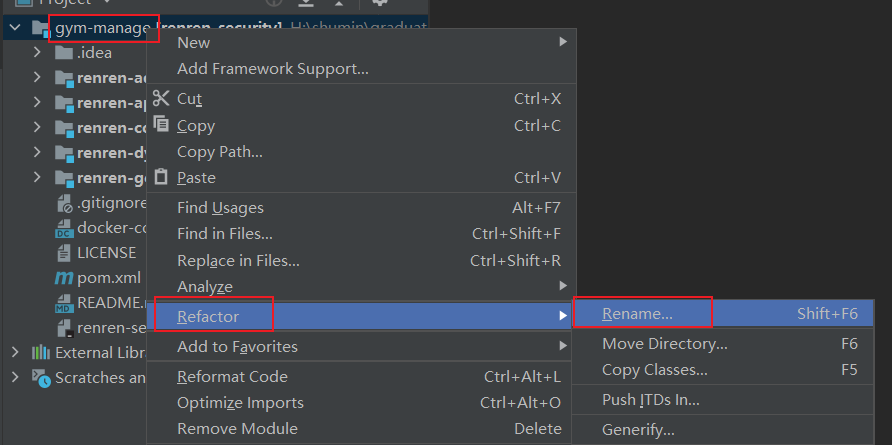 Project
gym-manage [renren-security] H:\shumin\graduat
.idea
renren-a
renren-ap
renren-co
renren-dy
renren-ge
.gitignore
docker-co
LICENSE
pom.xml
README.
renren-se
External Libra
Scratches an
New
Add Framework Support...
Cut Ctrl+X
Copy Ctrl+C
Copy Path...
Paste Ctrl+V
Find Usages Alt+F7
Find in Files... Ctrl+Shift+F
Replace in Files... Ctrl+Shift+R
Analyze
Refactor
Add to Favorites
Reformat Code Ctrl+Alt+L
Optimize Imports Ctrl+Alt+O
Remove Module Delete
Rename... Shift+F6
Move Directory... F6
Copy Classes... F5
Push ITDs In...
Generify...